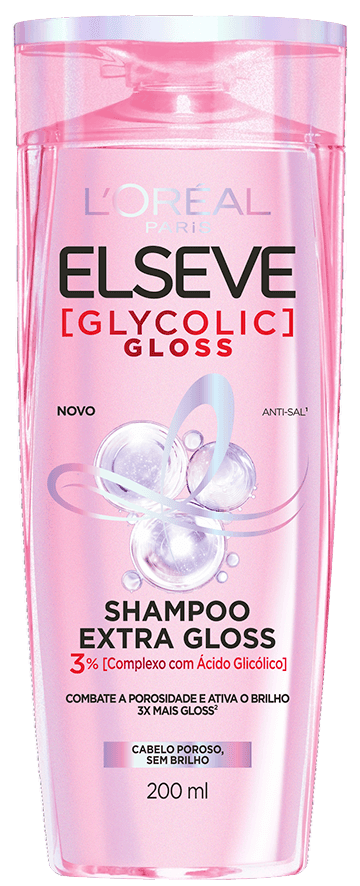 L'ORÉAL
PARiS
ELSEVE
[GLYCOLIC]
GLOSS
NOVO
ANTI-SAL¹
SHAMPOO
EXTRA GLOSS
3% [Complexo com Ácido Glicólico]
COMBATE A POROSIDADE E ATIVA O BRILHO
3X MAIS GLOSS²
CABELO POROSO,
SEM BRILHO
200 ml